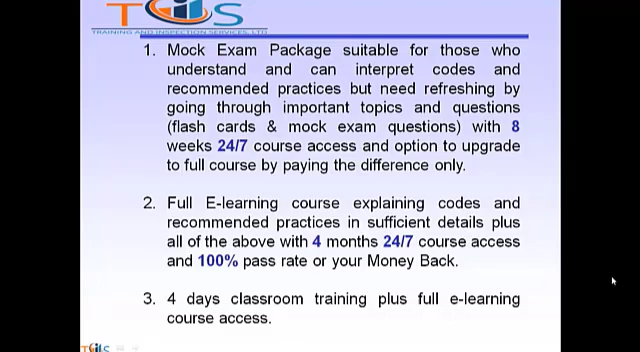 TIS
TRAINING AND INSPECTION SERVICES, LTD
1. Mock Exam Package suitable for those who
understand and can interpret codes and
recommended practices but need refreshing by
going through important topics and questions
(flash cards & mock exam questions) with 8
weeks 24/7 course access and option to upgrade
to full course by paying the difference only.
2. Full E-learning course explaining codes and
recommended practices in sufficient details plus
all of the above with 4 months 24/7 course access
and 100% pass rate or your Money Back.
3. 4 days classroom training plus full e-learning
course access.